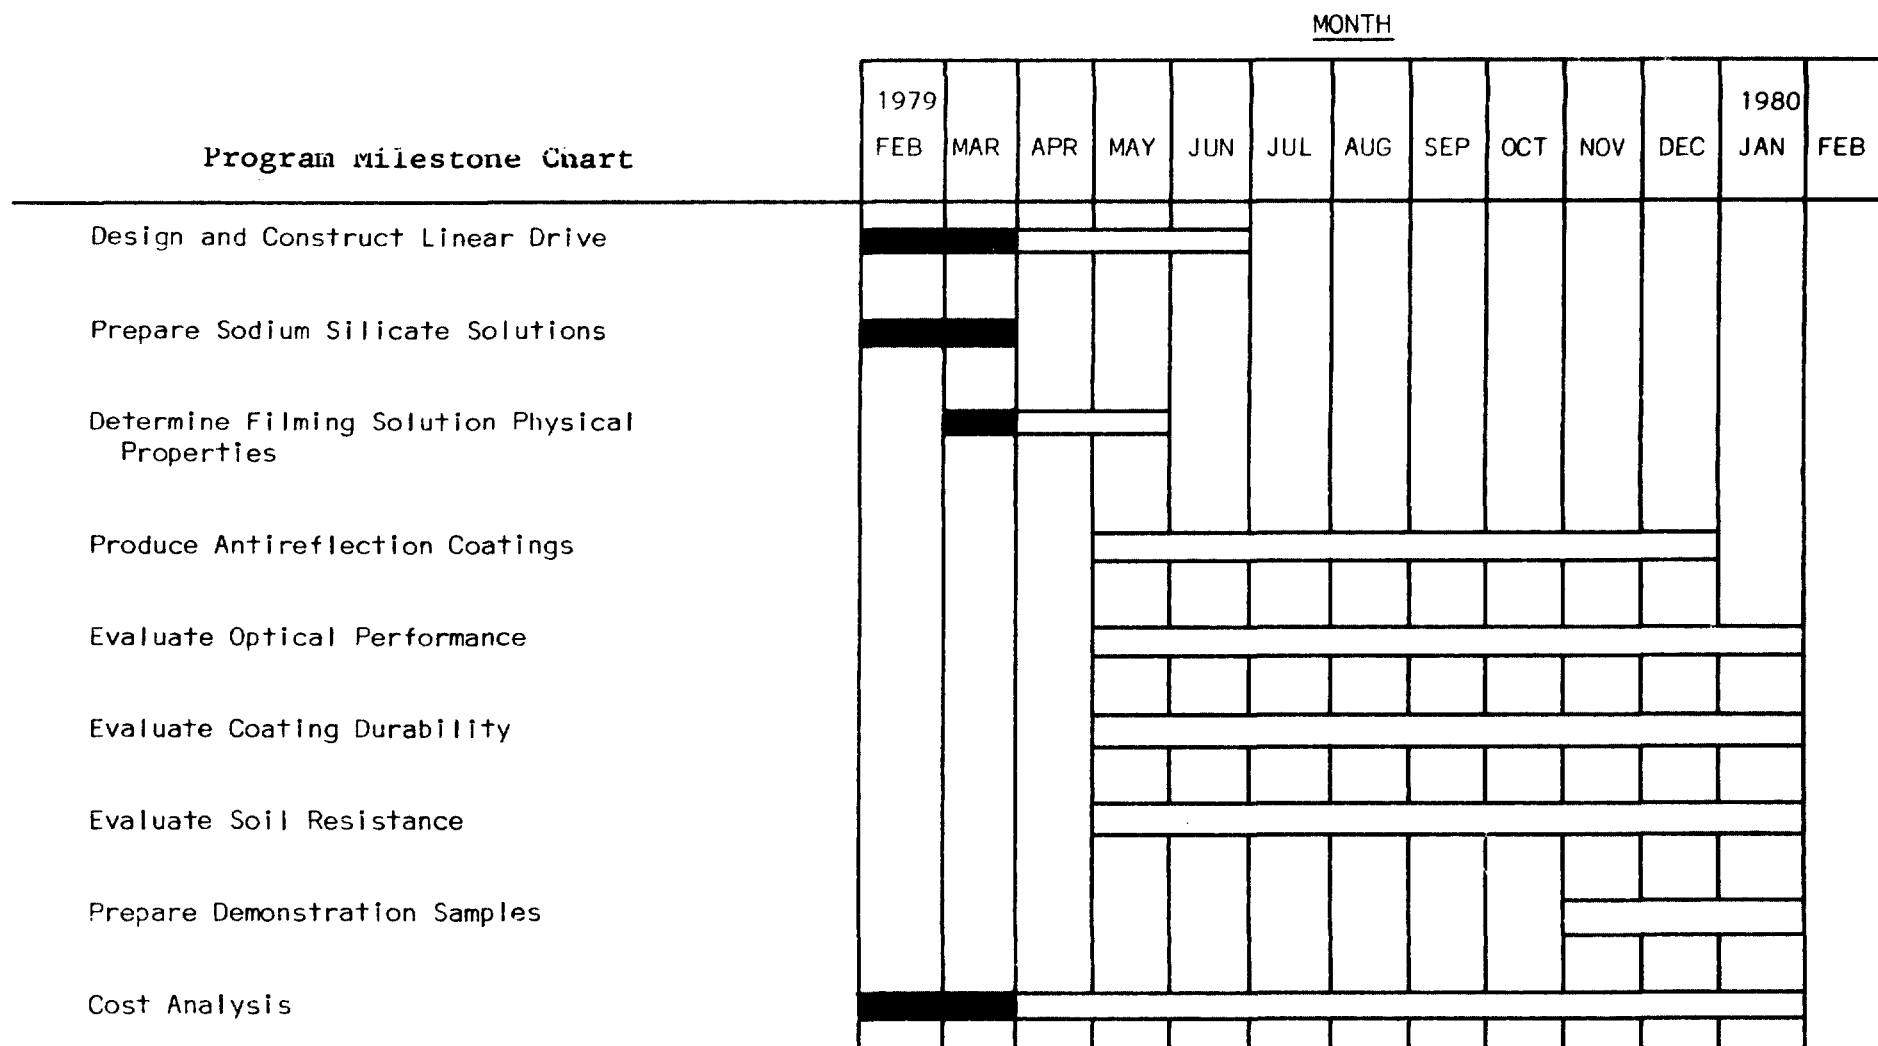 MONTH
1979 1980
Program Milestone Chart FEB MAR APR MAY JUN JUL AUG SEP OCT NOV DEC JAN FEB
Design and Construct Linear Drive
Prepare Sodium Silicate Solutions
Determine Filming Solution Physical
Properties
Produce Antireflection Coatings
Evaluate Optical Performance
Evaluate Coating Durability
Evaluate Soil Resistance
Prepare Demonstration Samples
Cost Analysis